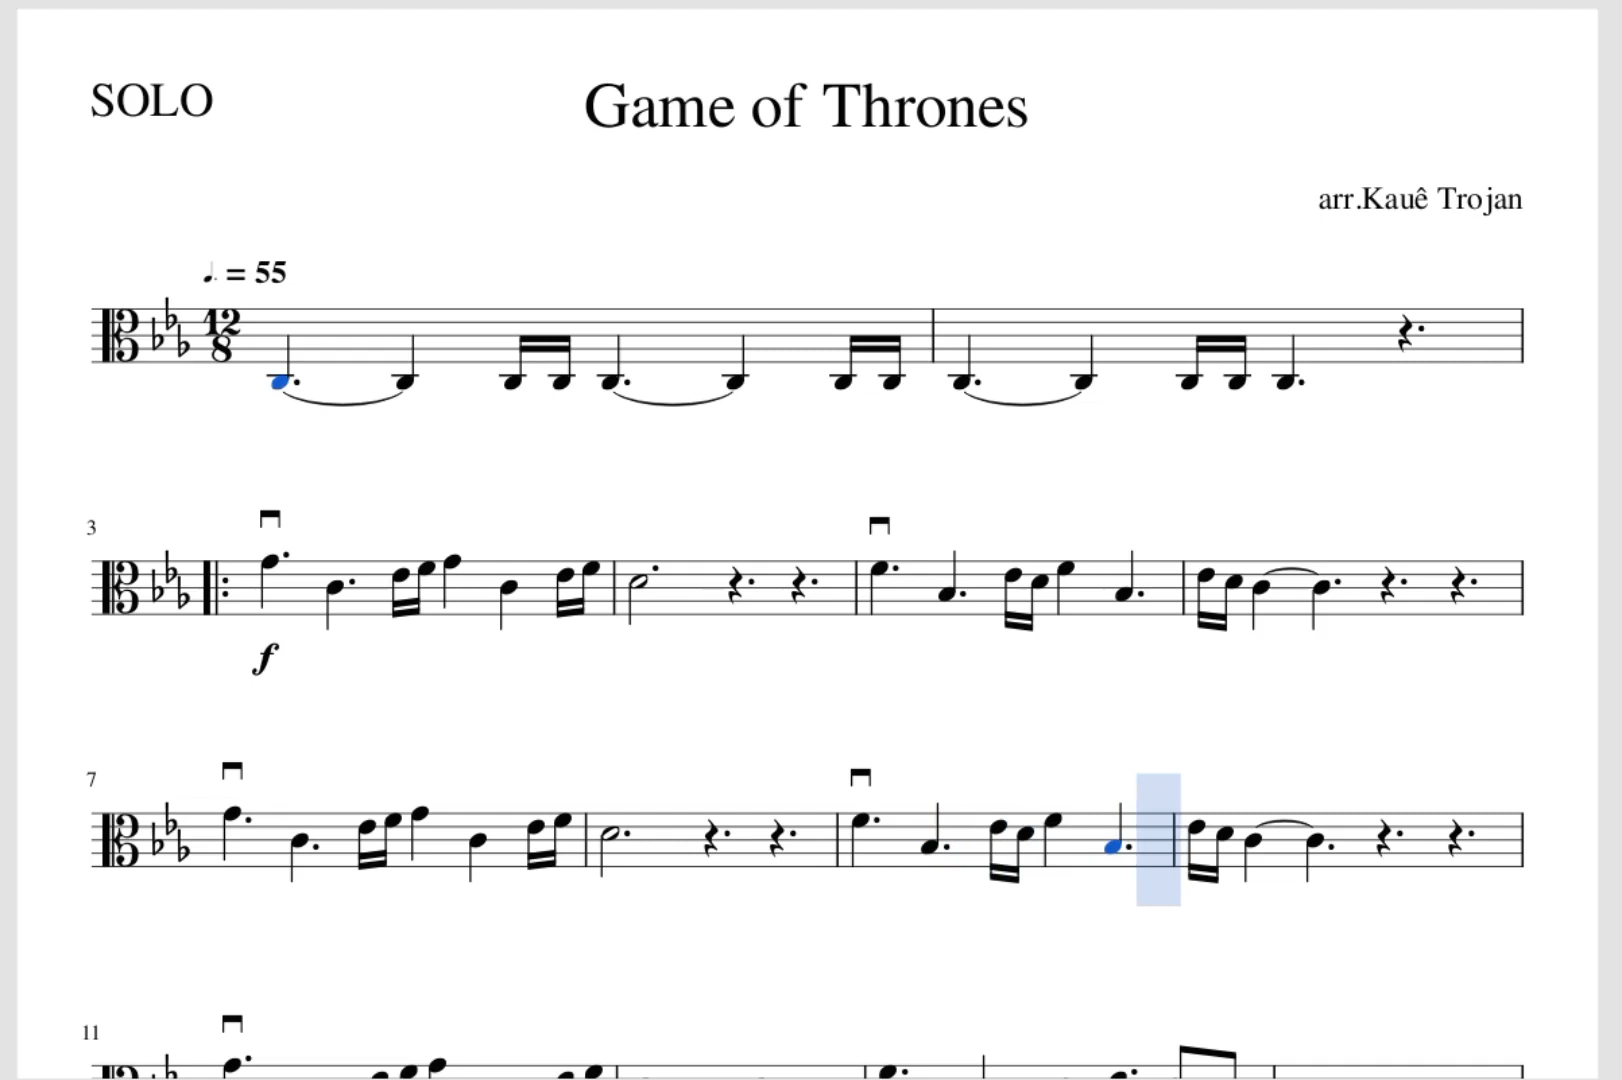 SOLO
Game of Thrones
arr.Kauê Trojan
♩. = 55
12
8
3
f
7
11